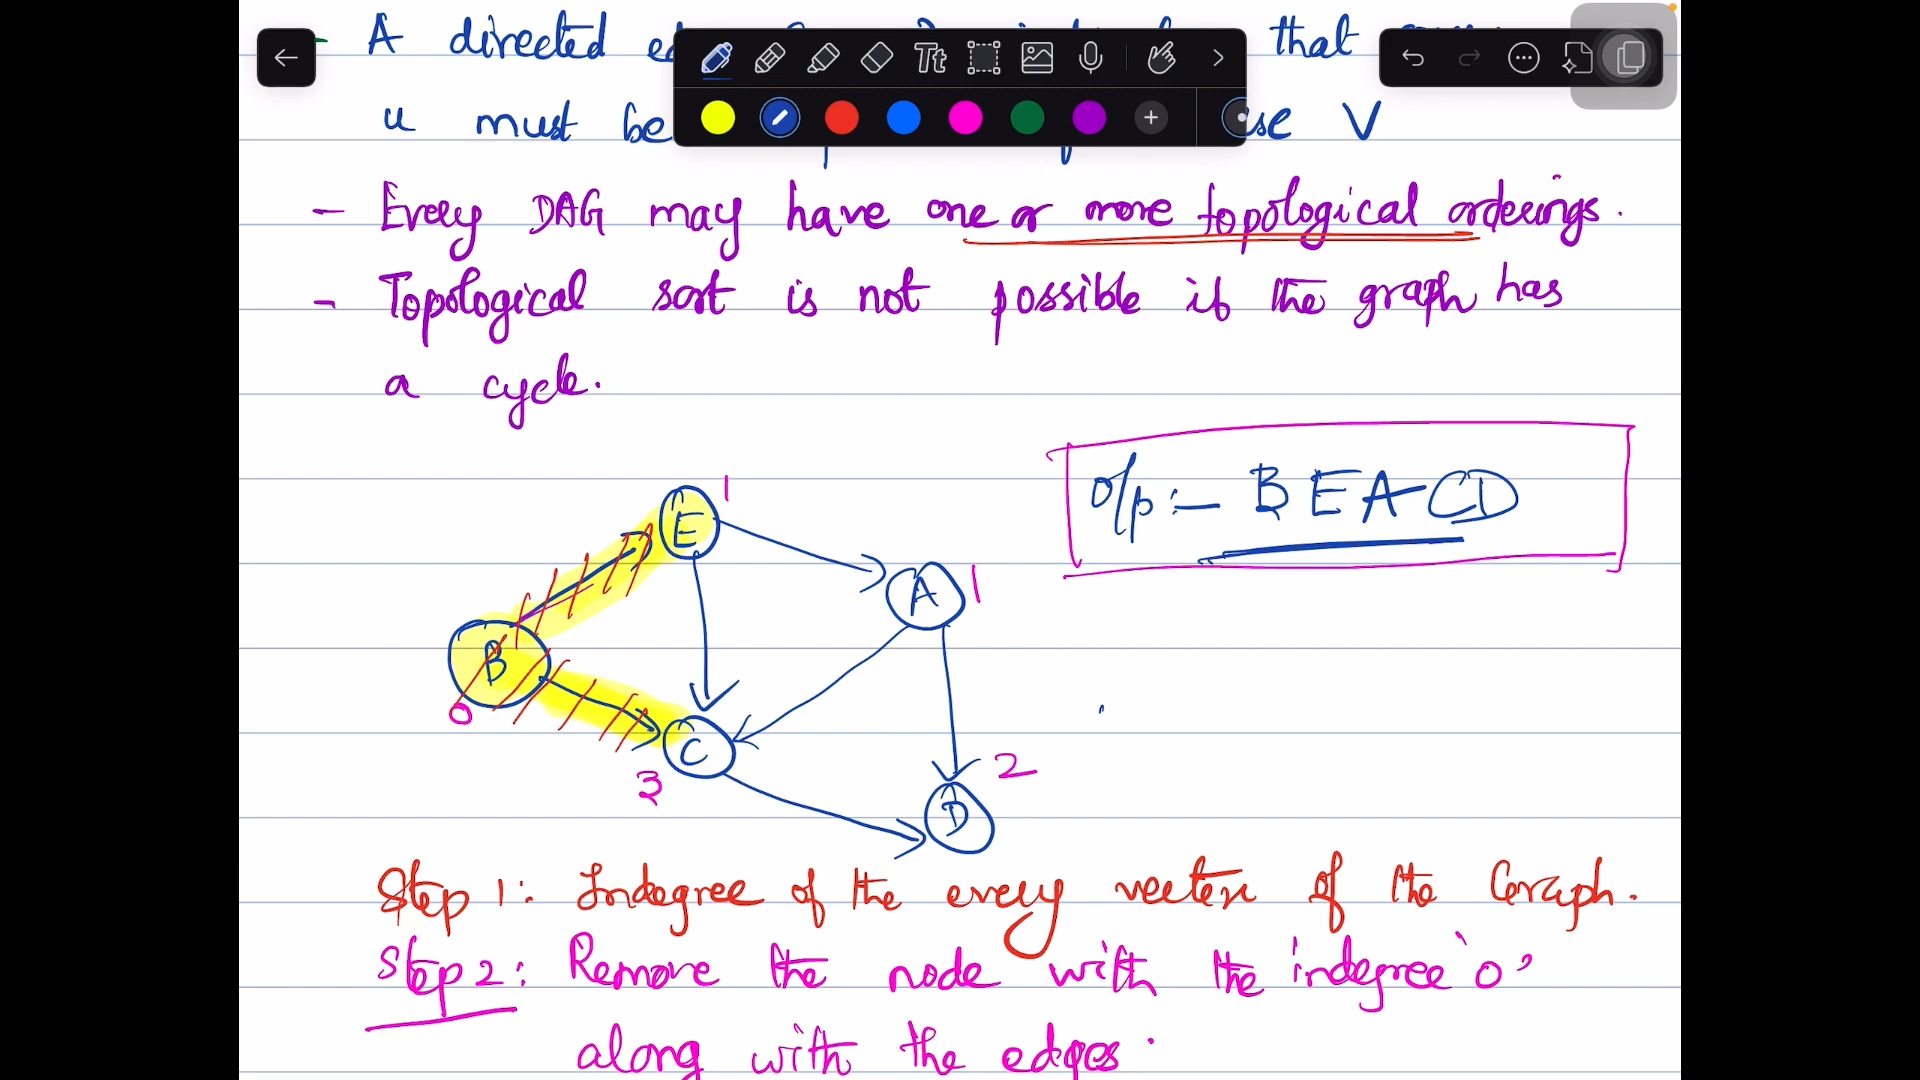 A directed that
u must be use V
- Every DAG may have one or more topological orderings.
- Topological sort is not possible if the graph has
a cycle.
o/p :- B E A C D
E 1
A 1
B
0
C
3
2
D
Step 1: Indegree of the every vertex of the Graph.
Step 2: Remove the node with the indegree '0'
along with the edges.
Tt